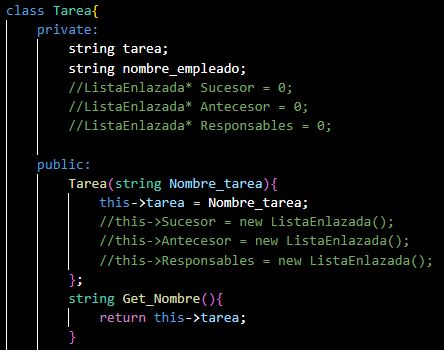 class Tarea{
private:
string tarea;
string nombre_empleado;
//ListaEnlazada* Sucesor = 0;
//ListaEnlazada* Antecesor = 0;
//ListaEnlazada* Responsables = 0;
public:
Tarea(string Nombre_tarea){
this->tarea = Nombre_tarea;
//this->Sucesor = new ListaEnlazada();
//this->Antecesor = new ListaEnlazada();
//this->Responsables = new ListaEnlazada();
};
string Get_Nombre(){
return this->tarea;
}